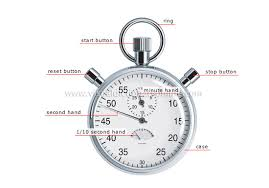 ring
start button
reset button
stop button
minute hand
second hand
1/10 second hand
case
60
55
5
50
10
45
15
40
20
35
25
30